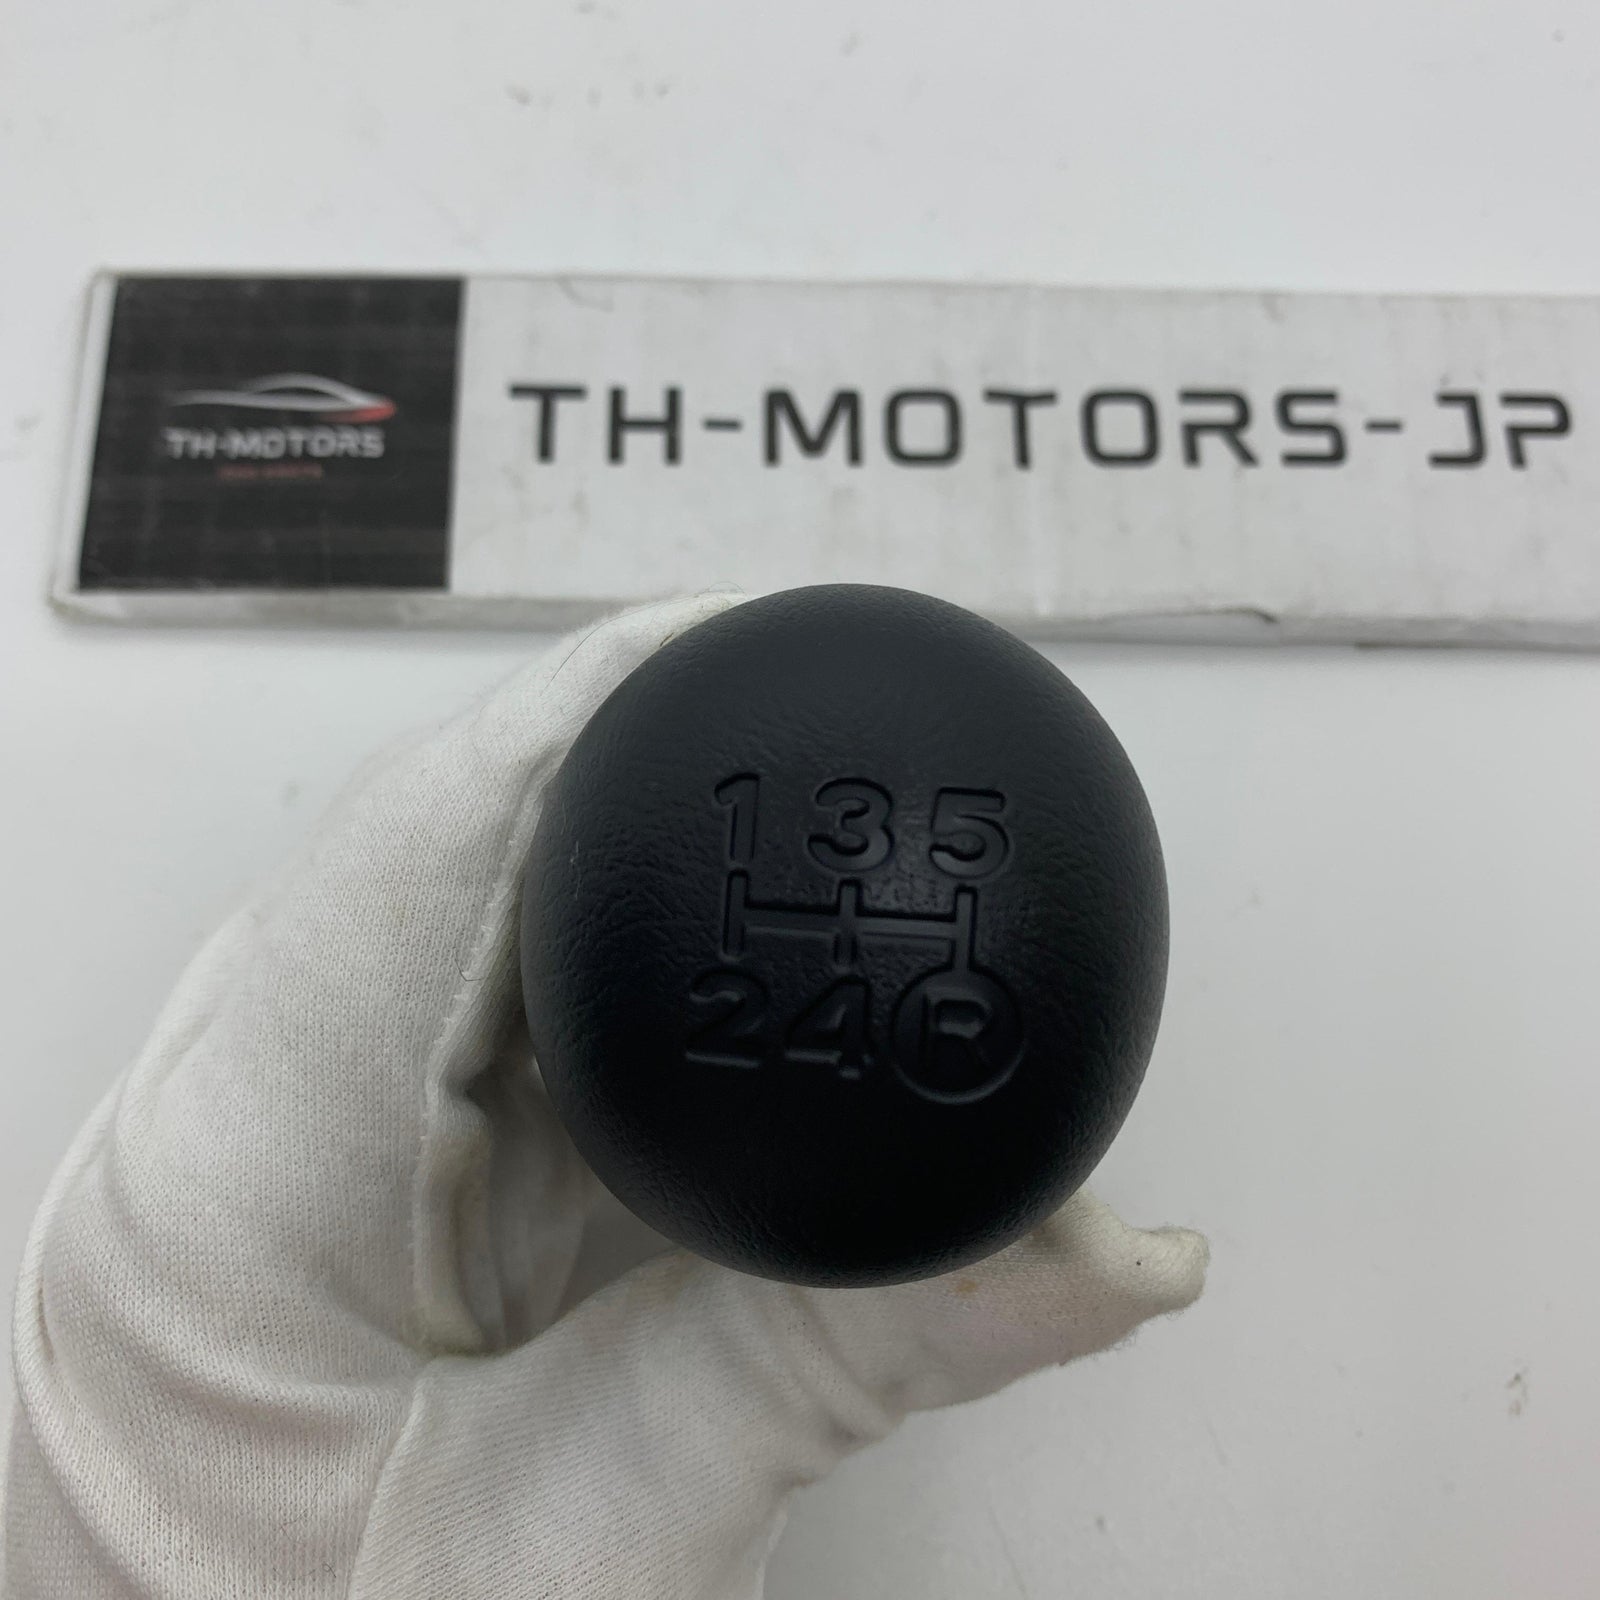 TH-MOTORS-JP
TH-MOTORS
1 3 5
2 4 R